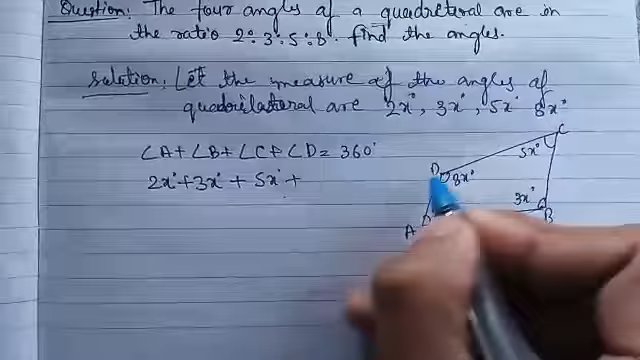 Question: The four angles of a quadrilateral are in
the ratio 2:3:5:8. find the angles.
Solution: Let the measure of the angles of
quadrilateral are 2x°, 3x°, 5x° 8x°
∠A+∠B+∠C+∠D=360°
2x°+3x°+5x°+
C
5x°
D
8x°
3x°
A
B